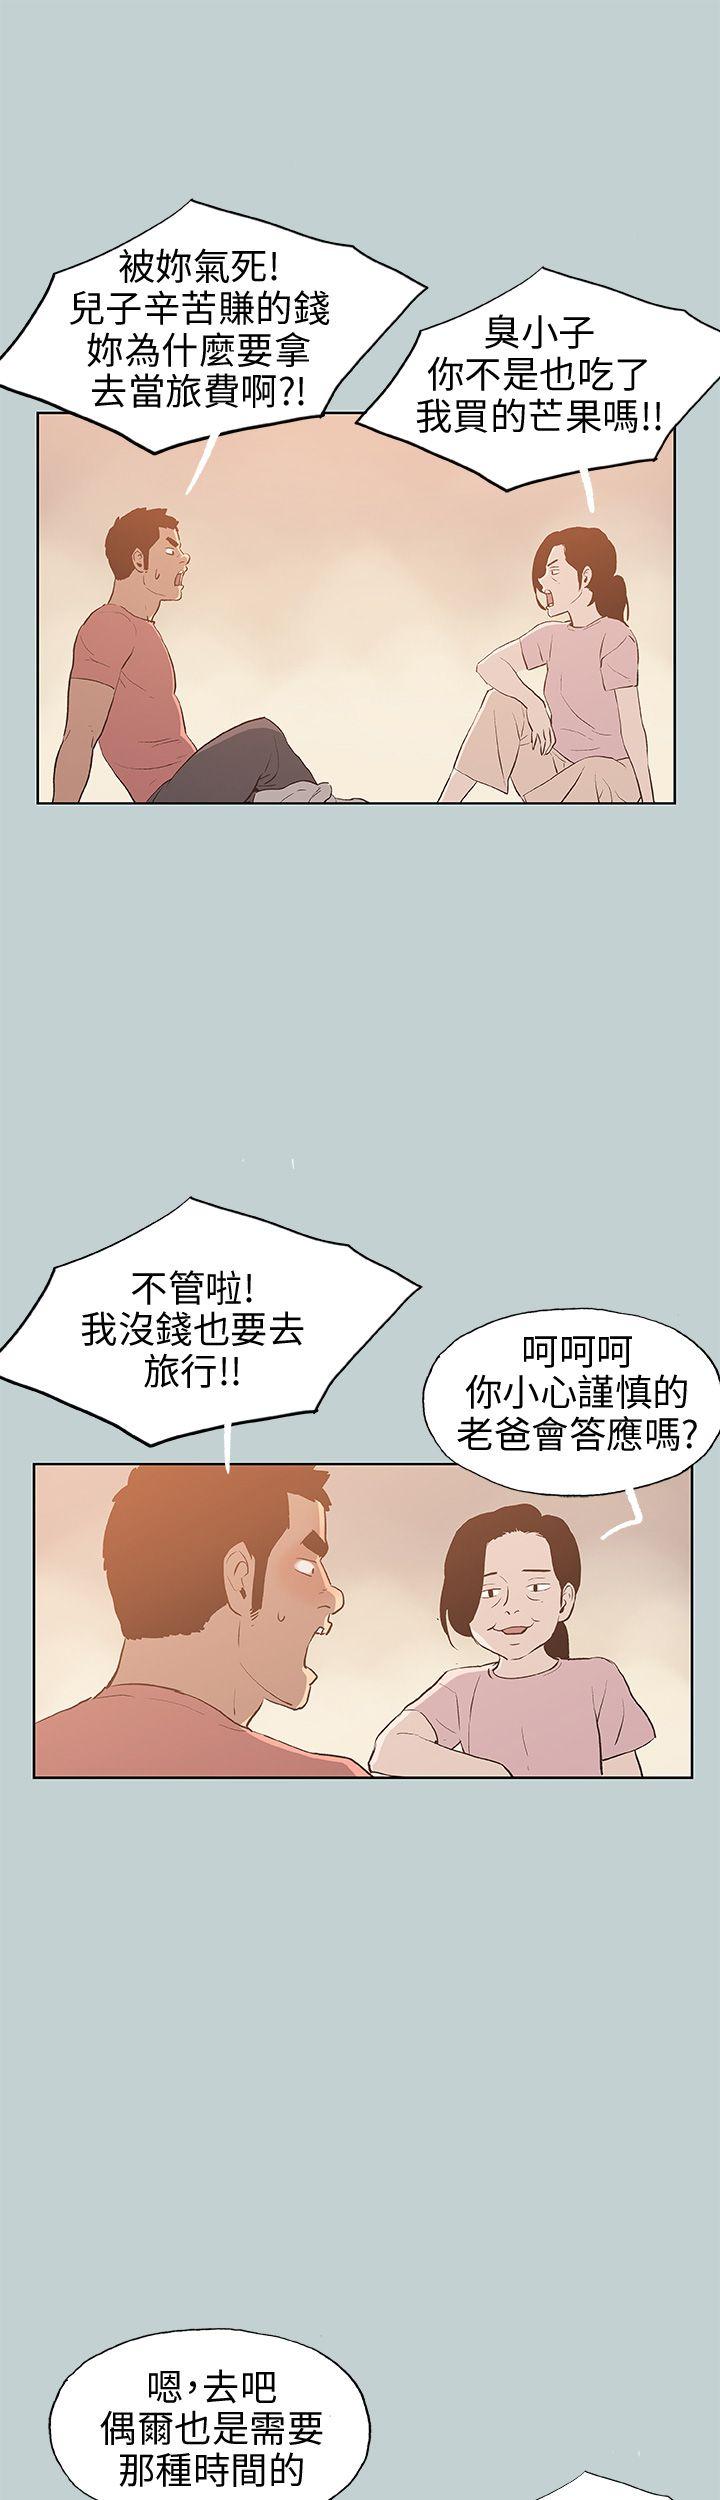 被妳氣死!
兒子辛苦賺的錢
妳為什麼要拿
去當旅費啊?!
臭小子
你不是也吃了
我買的芒果嗎!!
不管啦!
我沒錢也要去
旅行!!
呵呵呵
你小心謹慎的
老爸會答應嗎?
嗯,去吧
偶爾也是需要
那種時間的